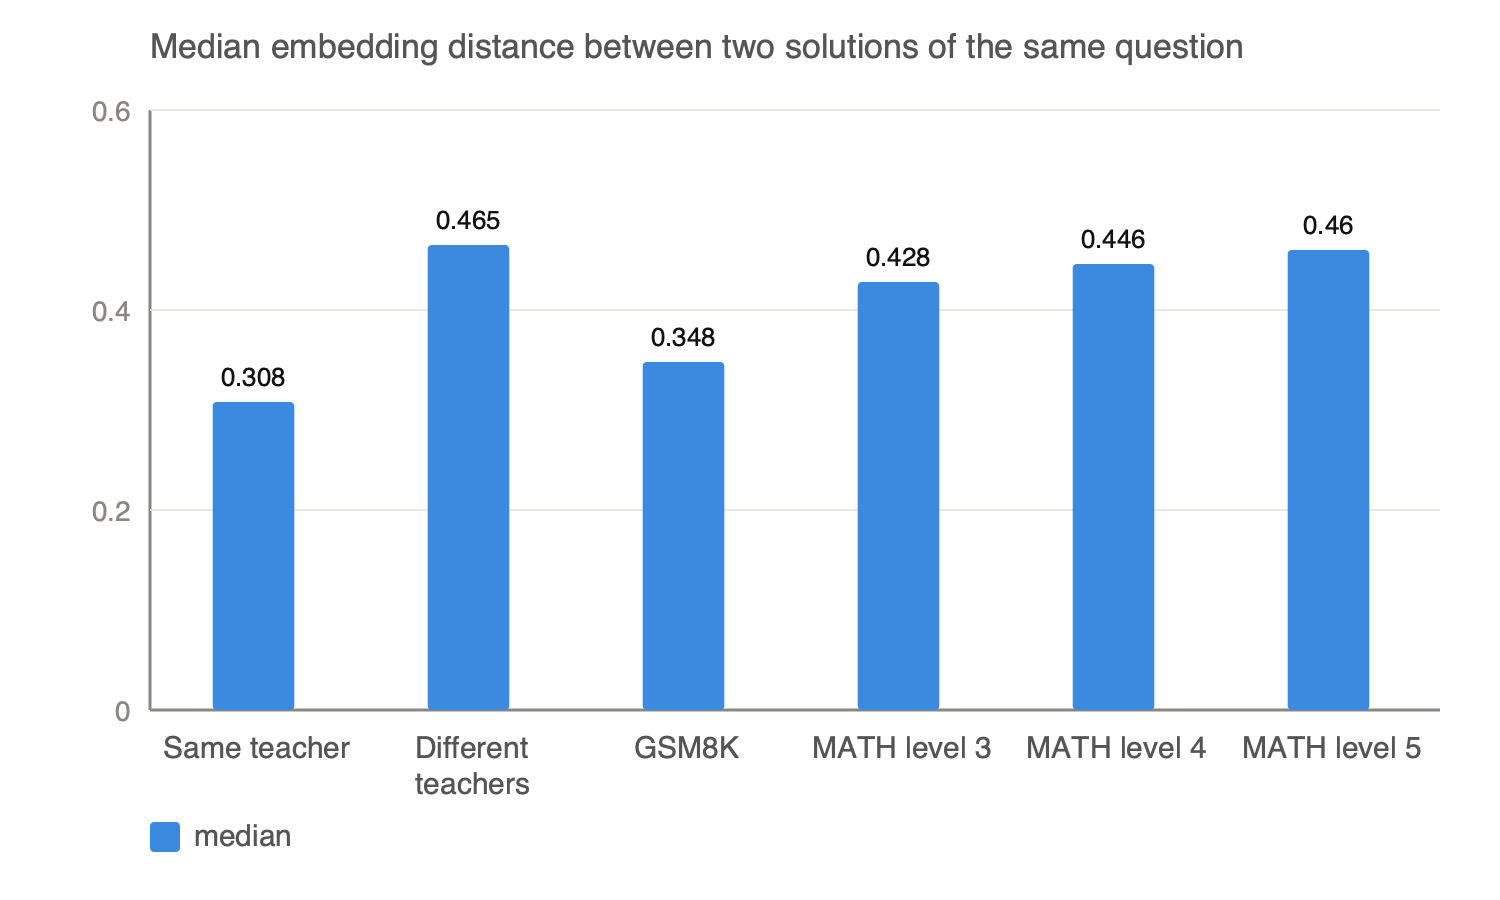 Median embedding distance between two solutions of the same question
0.6
0.4
0.2
0
0.308
0.465
0.348
0.428
0.446
0.46
Same teacher
Different
teachers
GSM8K
MATH level 3
MATH level 4
MATH level 5
median